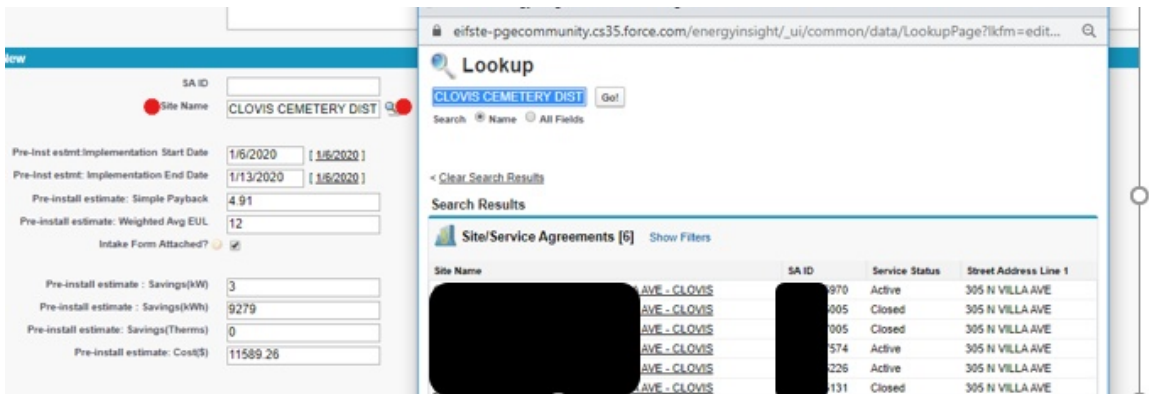 New
SA ID
Site Name CLOVIS CEMETERY DIST
Pre-Inst estmt:Implementation Start Date 1/6/2020 [ 1/6/2020 ]
Pre-Inst estmt: Implementation End Date 1/13/2020 [ 1/6/2020 ]
Pre-install estimate: Simple Payback 4.91
Pre-install estimate: Weighted Avg EUL 12
Intake Form Attached?
Pre-install estimate : Savings(kW) 3
Pre-install estimate : Savings(kWh) 9279
Pre-install estimate: Savings(Therms) 0
Pre-install estimate: Cost($) 11589.26
eifste-pgecommunity.cs35.force.com/energyinsight/_ui/common/data/LookupPage?lkfm=edit...
Lookup
CLOVIS CEMETERY DIST Go!
Search Name All Fields
< Clear Search Results
Search Results
Site/Service Agreements [6] Show Filters
Site Name SA ID Service Status Street Address Line 1
AVE - CLOVIS 970 Active 305 N VILLA AVE
AVE - CLOVIS 005 Closed 305 N VILLA AVE
AVE - CLOVIS 005 Closed 305 N VILLA AVE
AVE - CLOVIS 574 Active 305 N VILLA AVE
AVE - CLOVIS 226 Active 305 N VILLA AVE
AVE - CLOVIS 131 Closed 305 N VILLA AVE